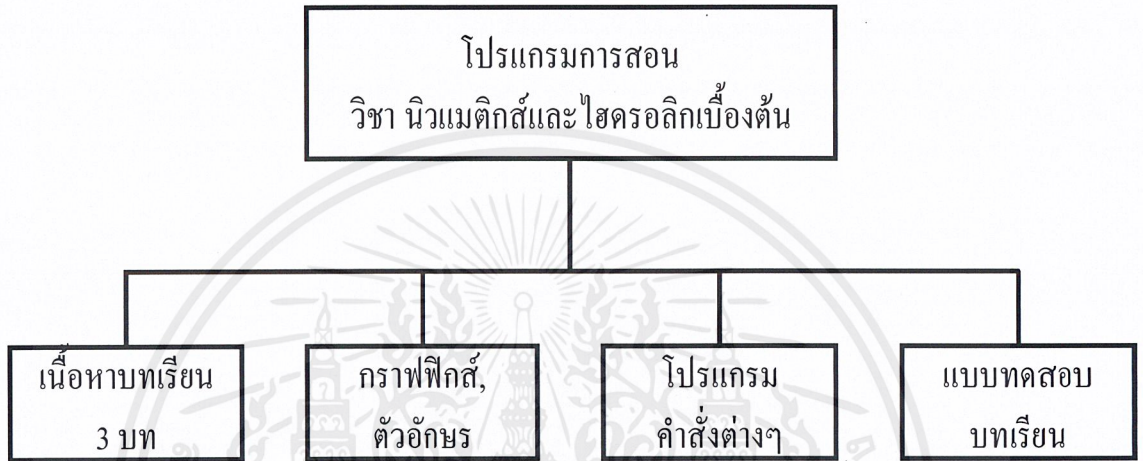 โปรแกรมการสอน
วิชา นิวแมติกส์และไฮดรอลิกเบื้องต้น
เนื้อหาบทเรียน
3 บท
กราฟฟิกส์,
ตัวอักษร
โปรแกรม
คำสั่งต่างๆ
แบบทดสอบ
บทเรียน